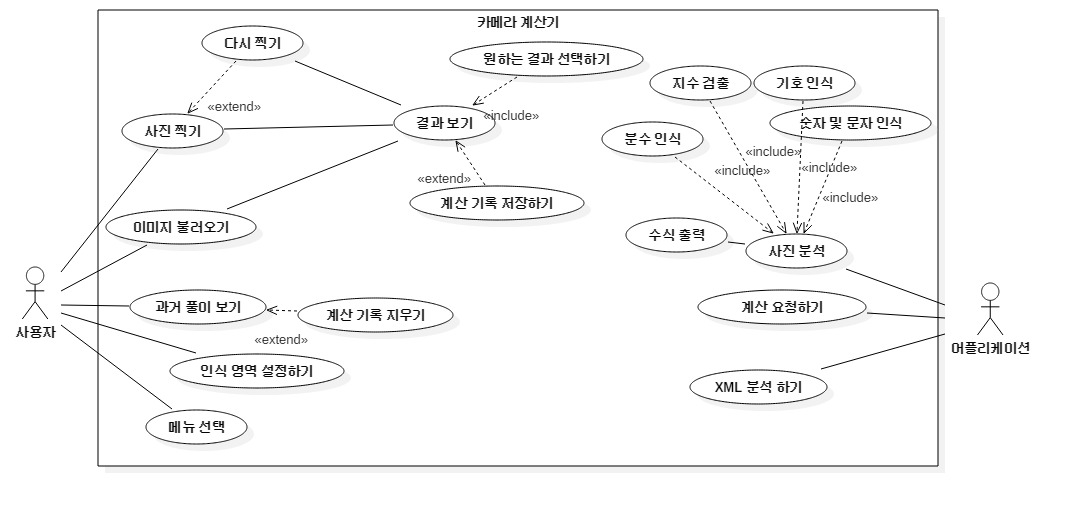 카메라 계산기
다시 찍기
원하는 결과 선택하기
지수 검출
기호 인식
«extend»
«include»
사진 찍기
결과 보기
숫자 및 문자 인식
분수 인식
«include»
«include»
«include»
«extend»
계산 기록 저장하기
이미지 불러오기
수식 출력
사진 분석
과거 풀이 보기
계산 기록 지우기
계산 요청하기
사용자
«extend»
어플리케이션
인식 영역 설정하기
XML 분석 하기
메뉴 선택